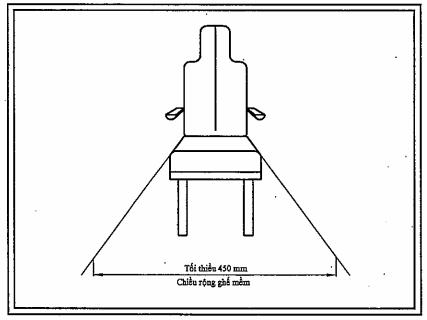 Tối thiểu 450 mm
Chiều rộng ghế mềm